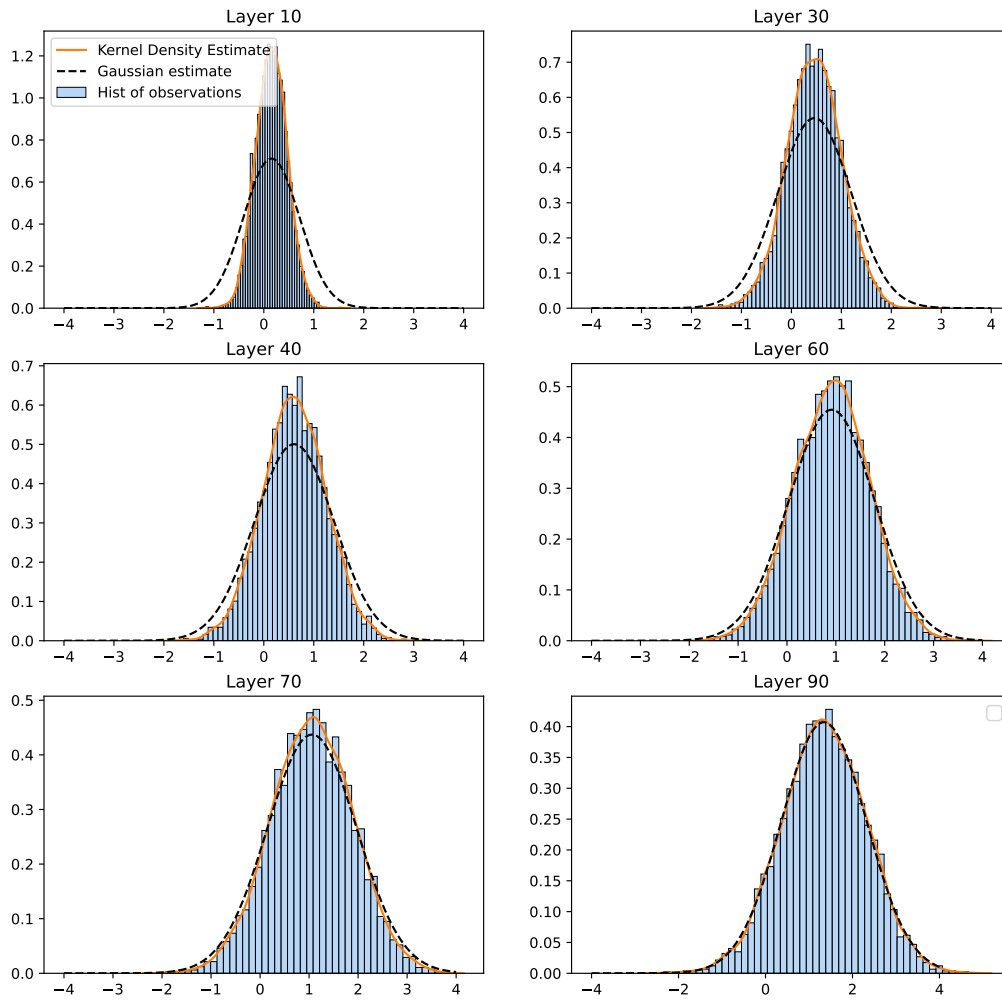 Layer 10
1.2
1.0
0.8
0.6
0.4
0.2
0.0
−4 −3 −2 −1 0 1 2 3 4
Kernel Density Estimate
Gaussian estimate
Hist of observations
Layer 30
0.7
0.6
0.5
0.4
0.3
0.2
0.1
0.0
−4 −3 −2 −1 0 1 2 3 4
Layer 40
0.7
0.6
0.5
0.4
0.3
0.2
0.1
0.0
−4 −3 −2 −1 0 1 2 3 4
Layer 60
0.5
0.4
0.3
0.2
0.1
0.0
−4 −3 −2 −1 0 1 2 3 4
Layer 70
0.5
0.4
0.3
0.2
0.1
0.0
−4 −3 −2 −1 0 1 2 3 4
Layer 90
0.40
0.35
0.30
0.25
0.20
0.15
0.10
0.05
0.00
−4 −2 0 2 4